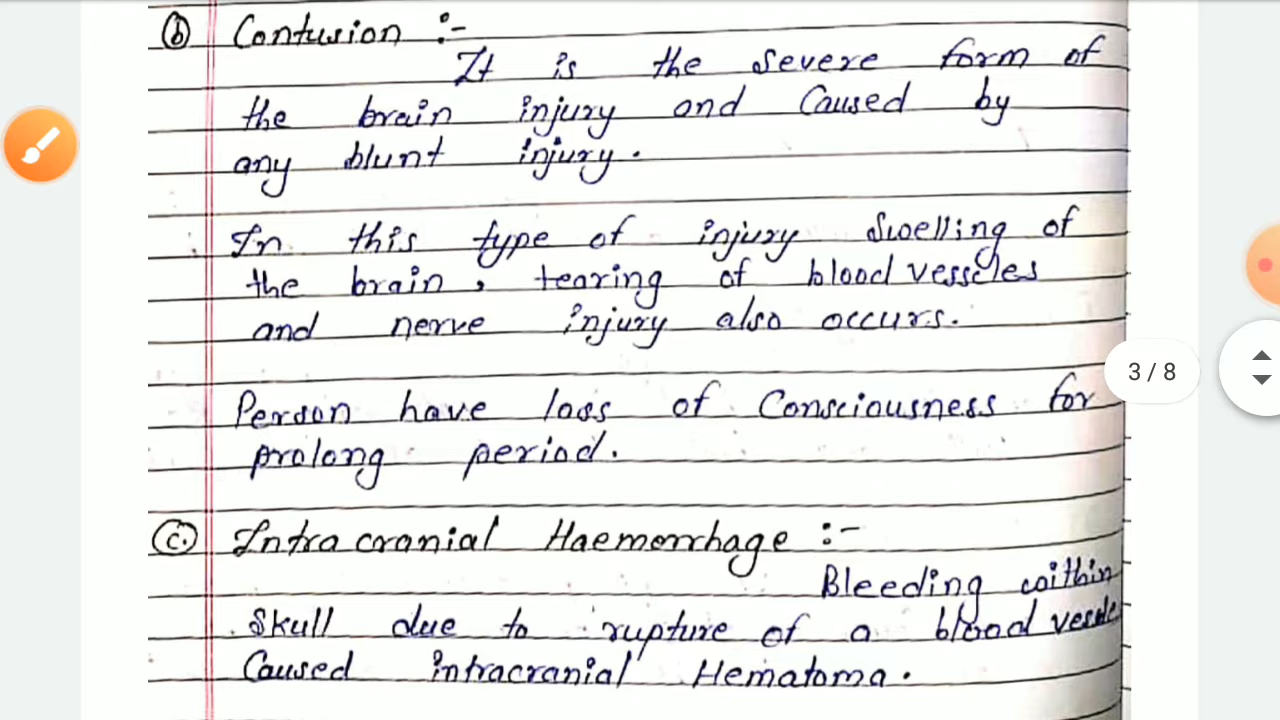 (b) Contusion :-
It is the severe form of
the brain injury and Caused by
any blunt injury.
In this type of injury Swelling of
the brain, tearing of blood vesseles
and nerve injury also occurs.
Person have loss of Consciousness for
prolong period.
3 / 8
(c.) Intracranial Haemorrhage :-
Bleeding within
Skull due to rupture of a blood vessle
Caused intracranial Hematoma.